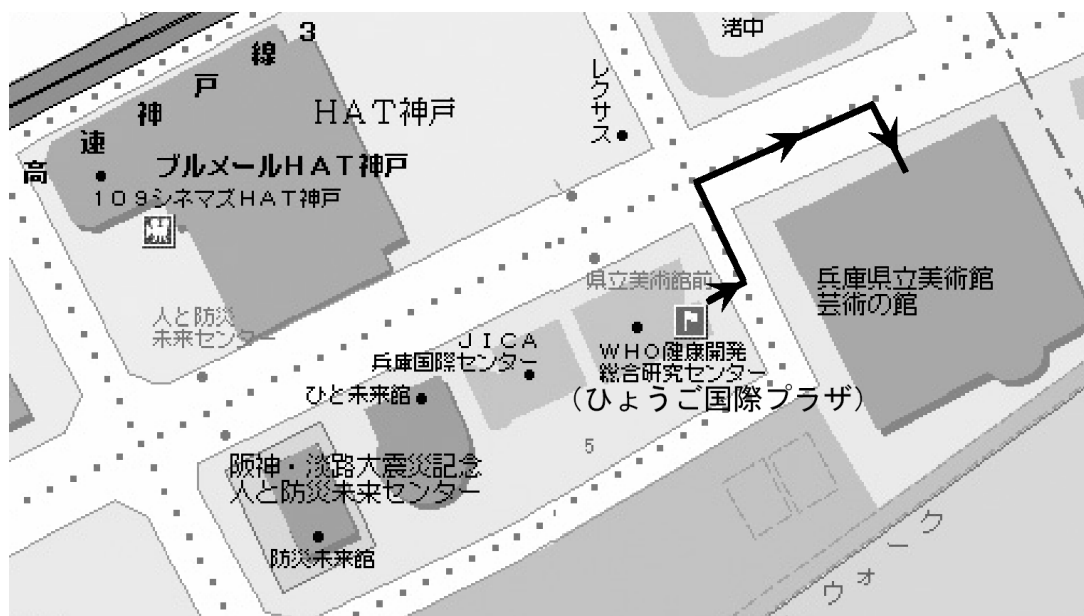 高速神戸線3
渚中
レクサス
HAT神戸
ブルメールHAT神戸
109シネマズHAT神戸
県立美術館前
兵庫県立美術館
芸術の館
人と防災
未来センター
JICA
兵庫国際センター
WHO健康開発
総合研究センター
(ひょうご国際プラザ)
ひと未来館
5
阪神・淡路大震災記念
人と防災未来センター
防災未来館
ウォーク